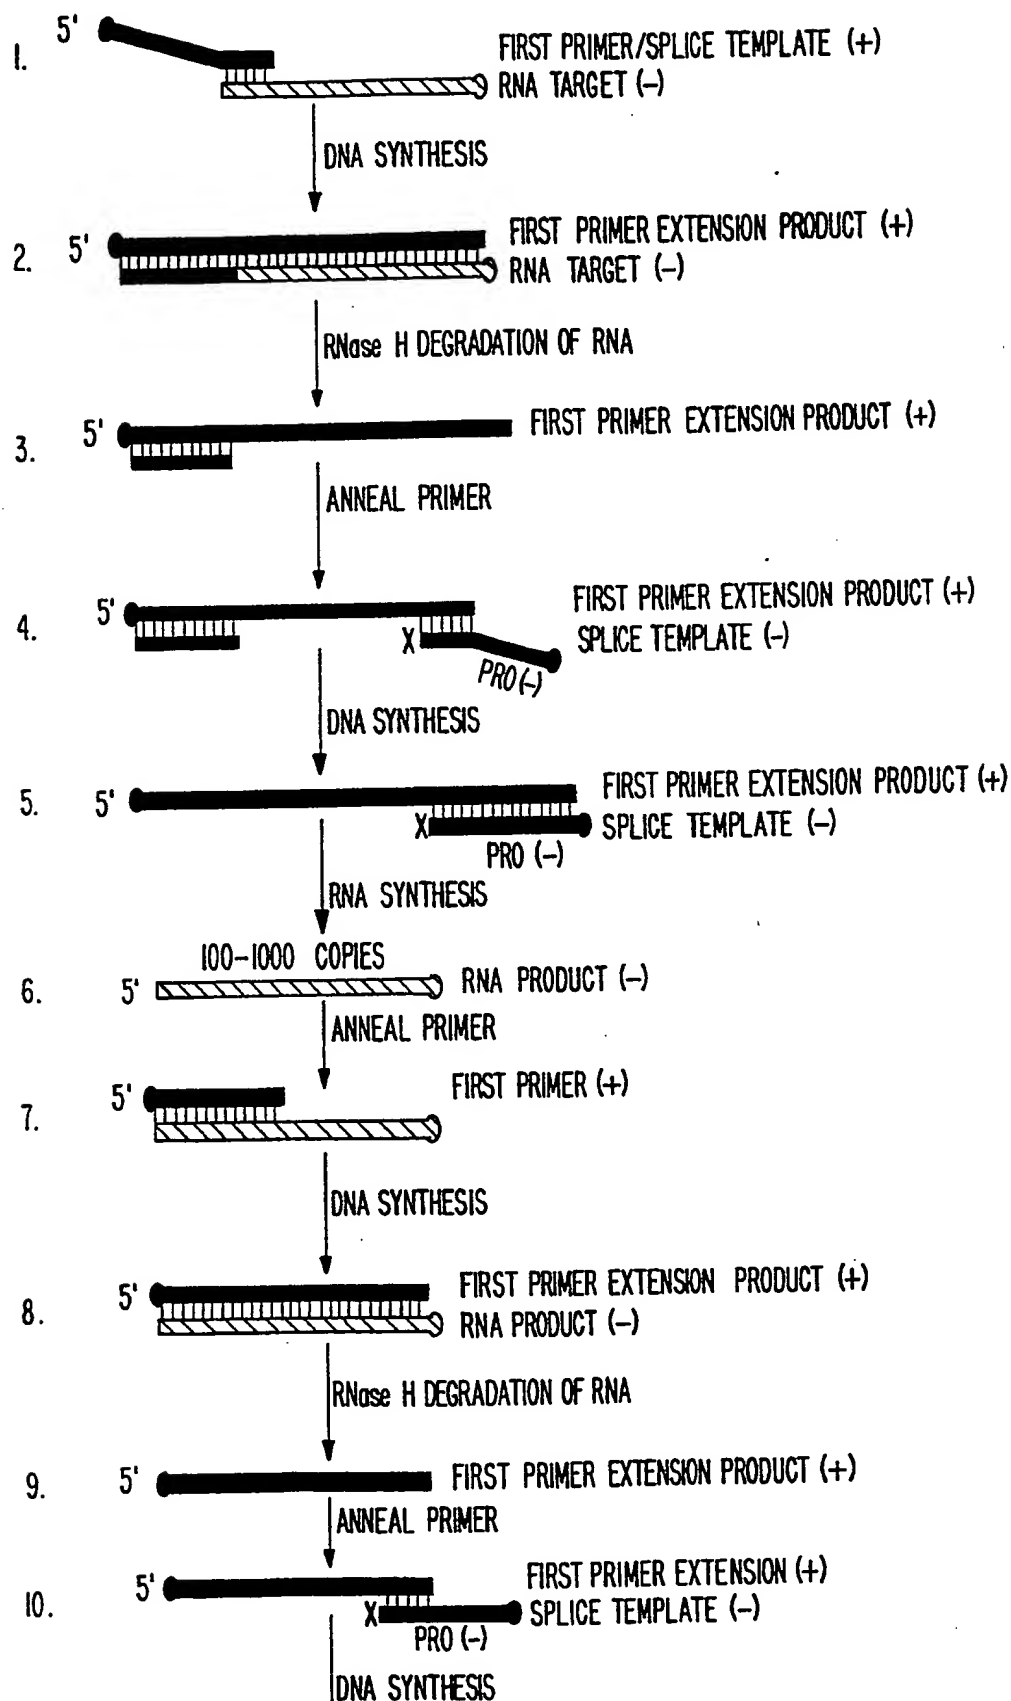 5'
1.
FIRST PRIMER/SPLICE TEMPLATE (+)
RNA TARGET (-)
DNA SYNTHESIS
2.
5'
FIRST PRIMER EXTENSION PRODUCT (+)
RNA TARGET (-)
RNase H DEGRADATION OF RNA
3.
5'
FIRST PRIMER EXTENSION PRODUCT (+)
ANNEAL PRIMER
4.
5'
FIRST PRIMER EXTENSION PRODUCT (+)
X
SPLICE TEMPLATE (-)
PRO (-)
DNA SYNTHESIS
5.
5'
FIRST PRIMER EXTENSION PRODUCT (+)
X
SPLICE TEMPLATE (-)
PRO (-)
RNA SYNTHESIS
100-1000 COPIES
6.
5'
RNA PRODUCT (-)
ANNEAL PRIMER
7.
5'
FIRST PRIMER (+)
DNA SYNTHESIS
8.
5'
FIRST PRIMER EXTENSION PRODUCT (+)
RNA PRODUCT (-)
RNase H DEGRADATION OF RNA
9.
5'
FIRST PRIMER EXTENSION PRODUCT (+)
ANNEAL PRIMER
10.
5'
FIRST PRIMER EXTENSION (+)
X
SPLICE TEMPLATE (-)
PRO (-)
DNA SYNTHESIS